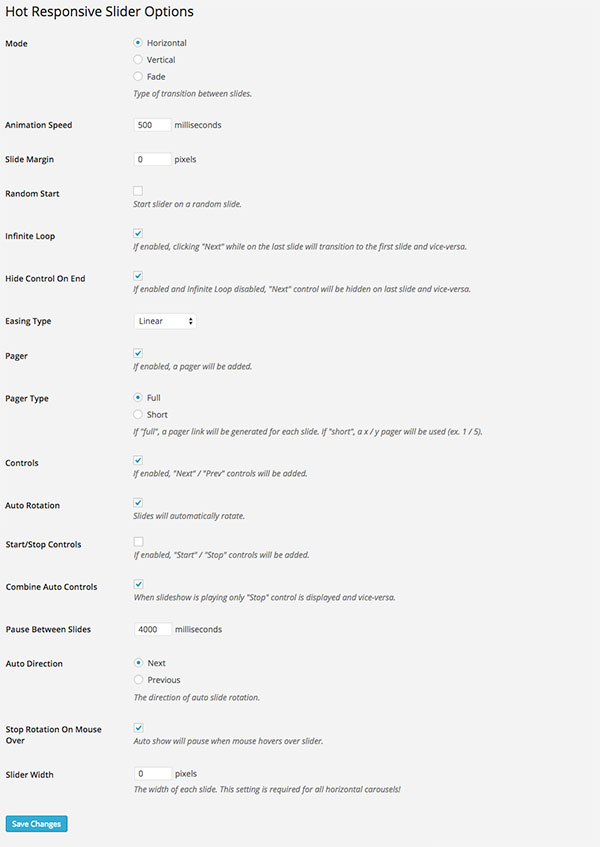 Hot Responsive Slider Options
Mode
Horizontal
Vertical
Fade
Type of transition between slides.
Animation Speed
500 milliseconds
Slide Margin
0 pixels
Random Start
Start slider on a random slide.
Infinite Loop
If enabled, clicking "Next" while on the last slide will transition to the first slide and vice-versa.
Hide Control On End
If enabled and Infinite Loop disabled, "Next" control will be hidden on last slide and vice-versa.
Easing Type
Linear
Pager
If enabled, a pager will be added.
Pager Type
Full
Short
If "full", a pager link will be generated for each slide. If "short", a x / y pager will be used (ex. 1 / 5).
Controls
If enabled, "Next" / "Prev" controls will be added.
Auto Rotation
Slides will automatically rotate.
Start/Stop Controls
If enabled, "Start" / "Stop" controls will be added.
Combine Auto Controls
When slideshow is playing only "Stop" control is displayed and vice-versa.
Pause Between Slides
4000 milliseconds
Auto Direction
Next
Previous
The direction of auto slide rotation.
Stop Rotation On Mouse
Over
Auto show will pause when mouse hovers over slider.
Slider Width
0 pixels
The width of each slide. This setting is required for all horizontal carousels!
Save Changes